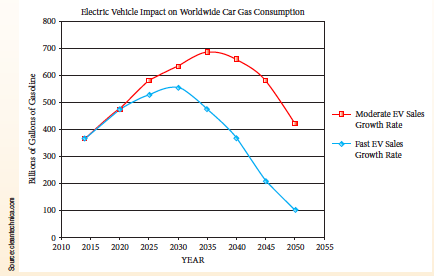 Electric Vehicle Impact on Worldwide Car Gas Consumption
Billions of Gallons of Gasoline
800
700
600
500
400
300
200
100
0
2010 2015 2020 2025 2030 2035 2040 2045 2050 2055
YEAR
Moderate EV Sales
Growth Rate
Fast EV Sales
Growth Rate
Source: cleantechnica.com